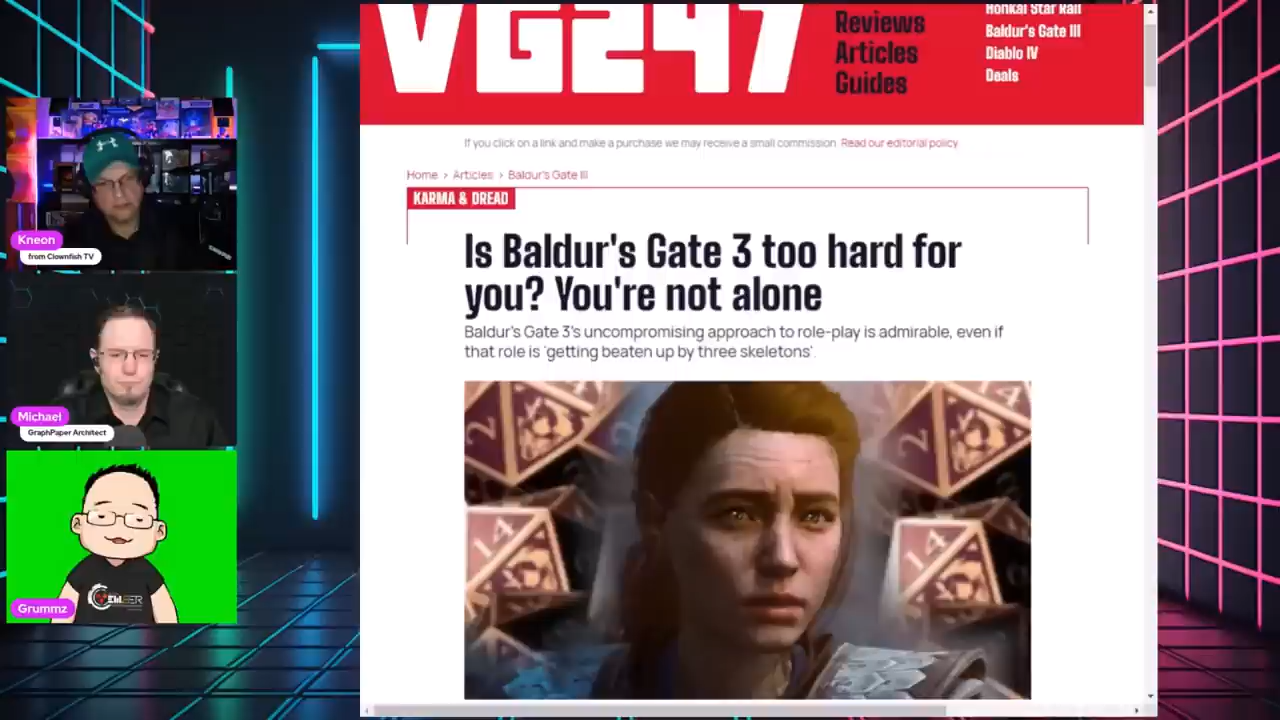 VG247
Reviews
Articles
Guides
Honkai Star Rail
Baldur's Gate III
Diablo IV
Deals
If you click on a link and make a purchase we may receive a small commission. Read our editorial policy.
Home › Articles › Baldur's Gate III
KARMA & DREAD
Is Baldur's Gate 3 too hard for
you? You're not alone
Baldur's Gate 3's uncompromising approach to role-play is admirable, even if
that role is 'getting beaten up by three skeletons'.
2
14
14
Kneon
from Clownfish TV
Michael
GraphPaper Architect
Grummz